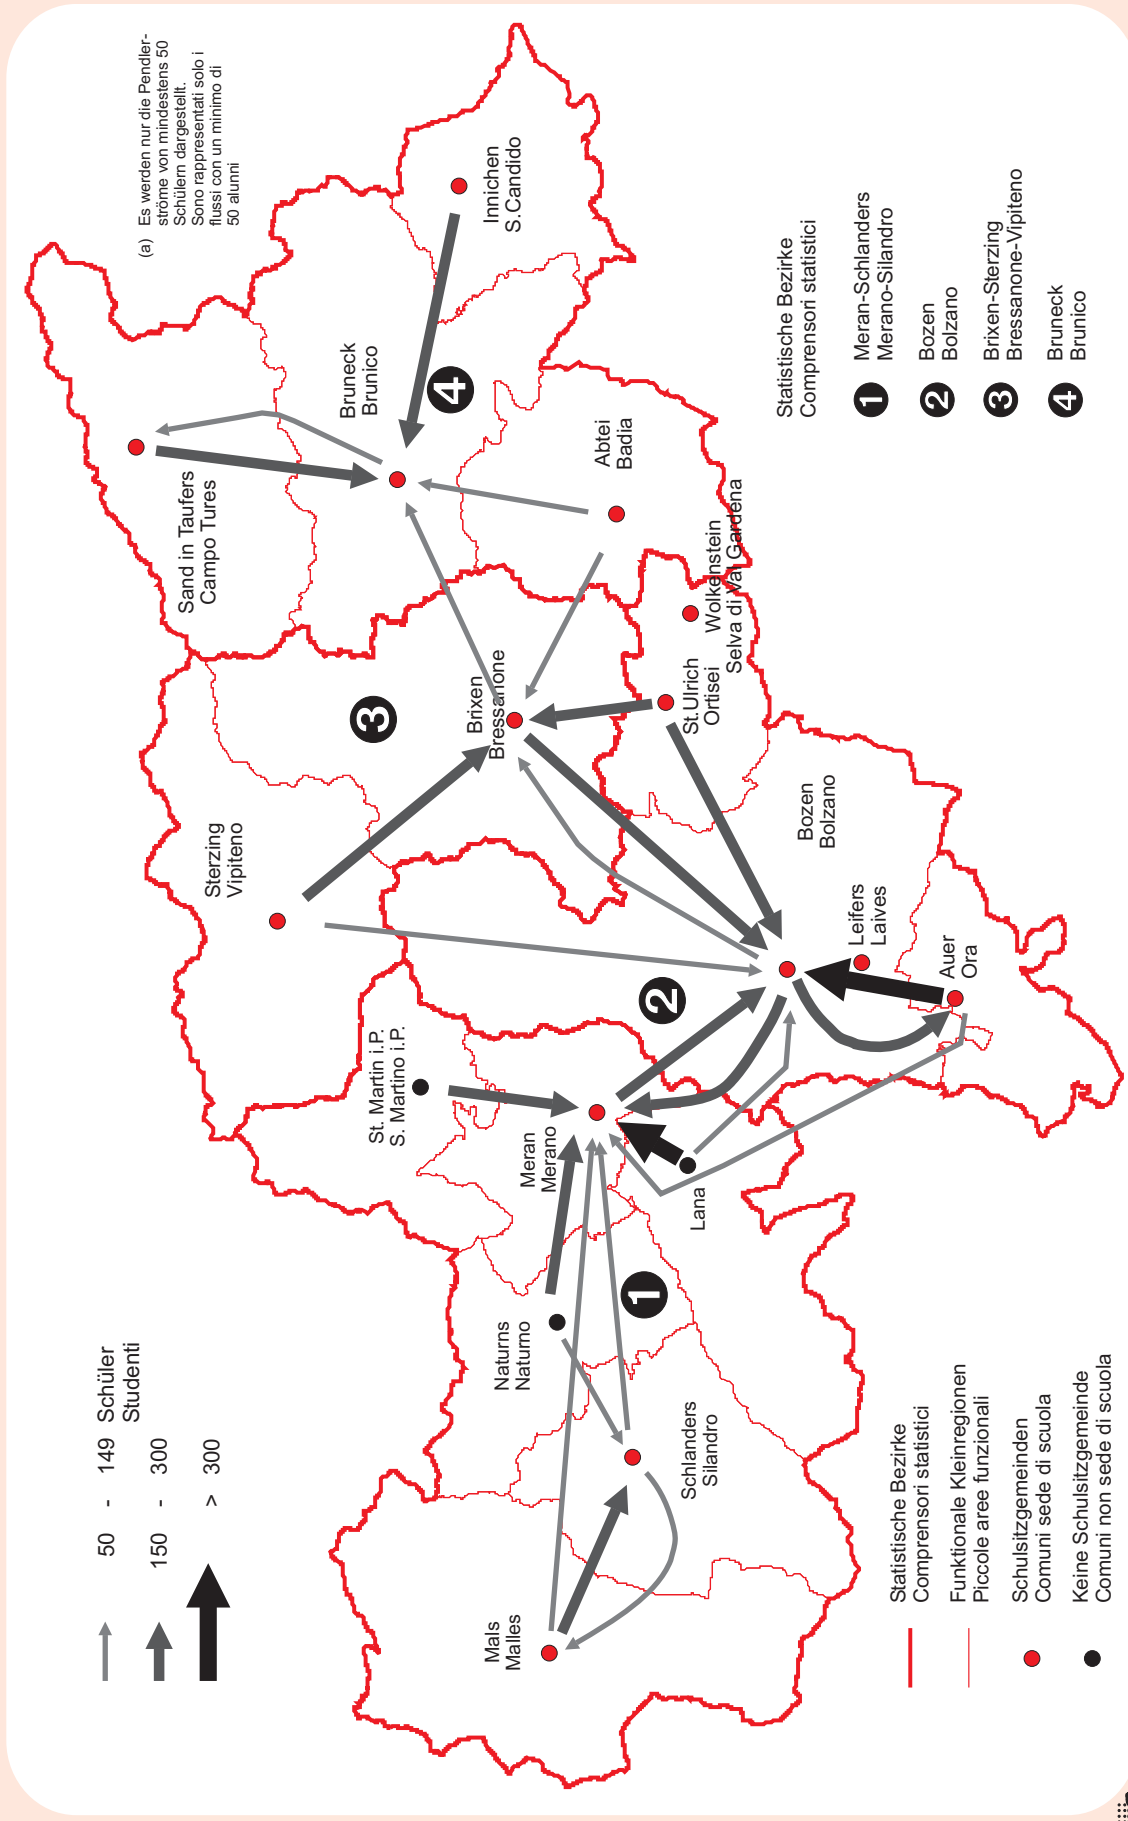 50 - 149 Schüler
Studenti
150 - 300
> 300
(a) Es werden nur die Pendler-
ströme von mindestens 50
Schülern dargestellt.
Sono rappresentati solo i
flussi con un minimo di
50 alunni
Sand in Taufers
Campo Tures
Sterzing
Vipiteno
Bruneck
Brunico
Innichen
S.Candido
3
4
St. Martin i.P.
S. Martino i.P.
Brixen
Bressanone
Abtei
Badia
Mals
Malles
Naturns
Naturno
Meran
Merano
2
1
Wolkenstein
Selva di Val Gardena
St.Ulrich
Ortisei
Schlanders
Silandro
Lana
Bozen
Bolzano
Leifers
Laives
Auer
Ora
Statistische Bezirke
Comprensori statistici
1 Meran-Schlanders
Merano-Silandro
2 Bozen
Bolzano
3 Brixen-Sterzing
Bressanone-Vipiteno
4 Bruneck
Brunico
Statistische Bezirke
Comprensori statistici
Funktionale Kleinregionen
Piccole aree funzionali
Schulsitzgemeinden
Comuni sede di scuola
Keine Schulsitzgemeinde
Comuni non sede di scuola